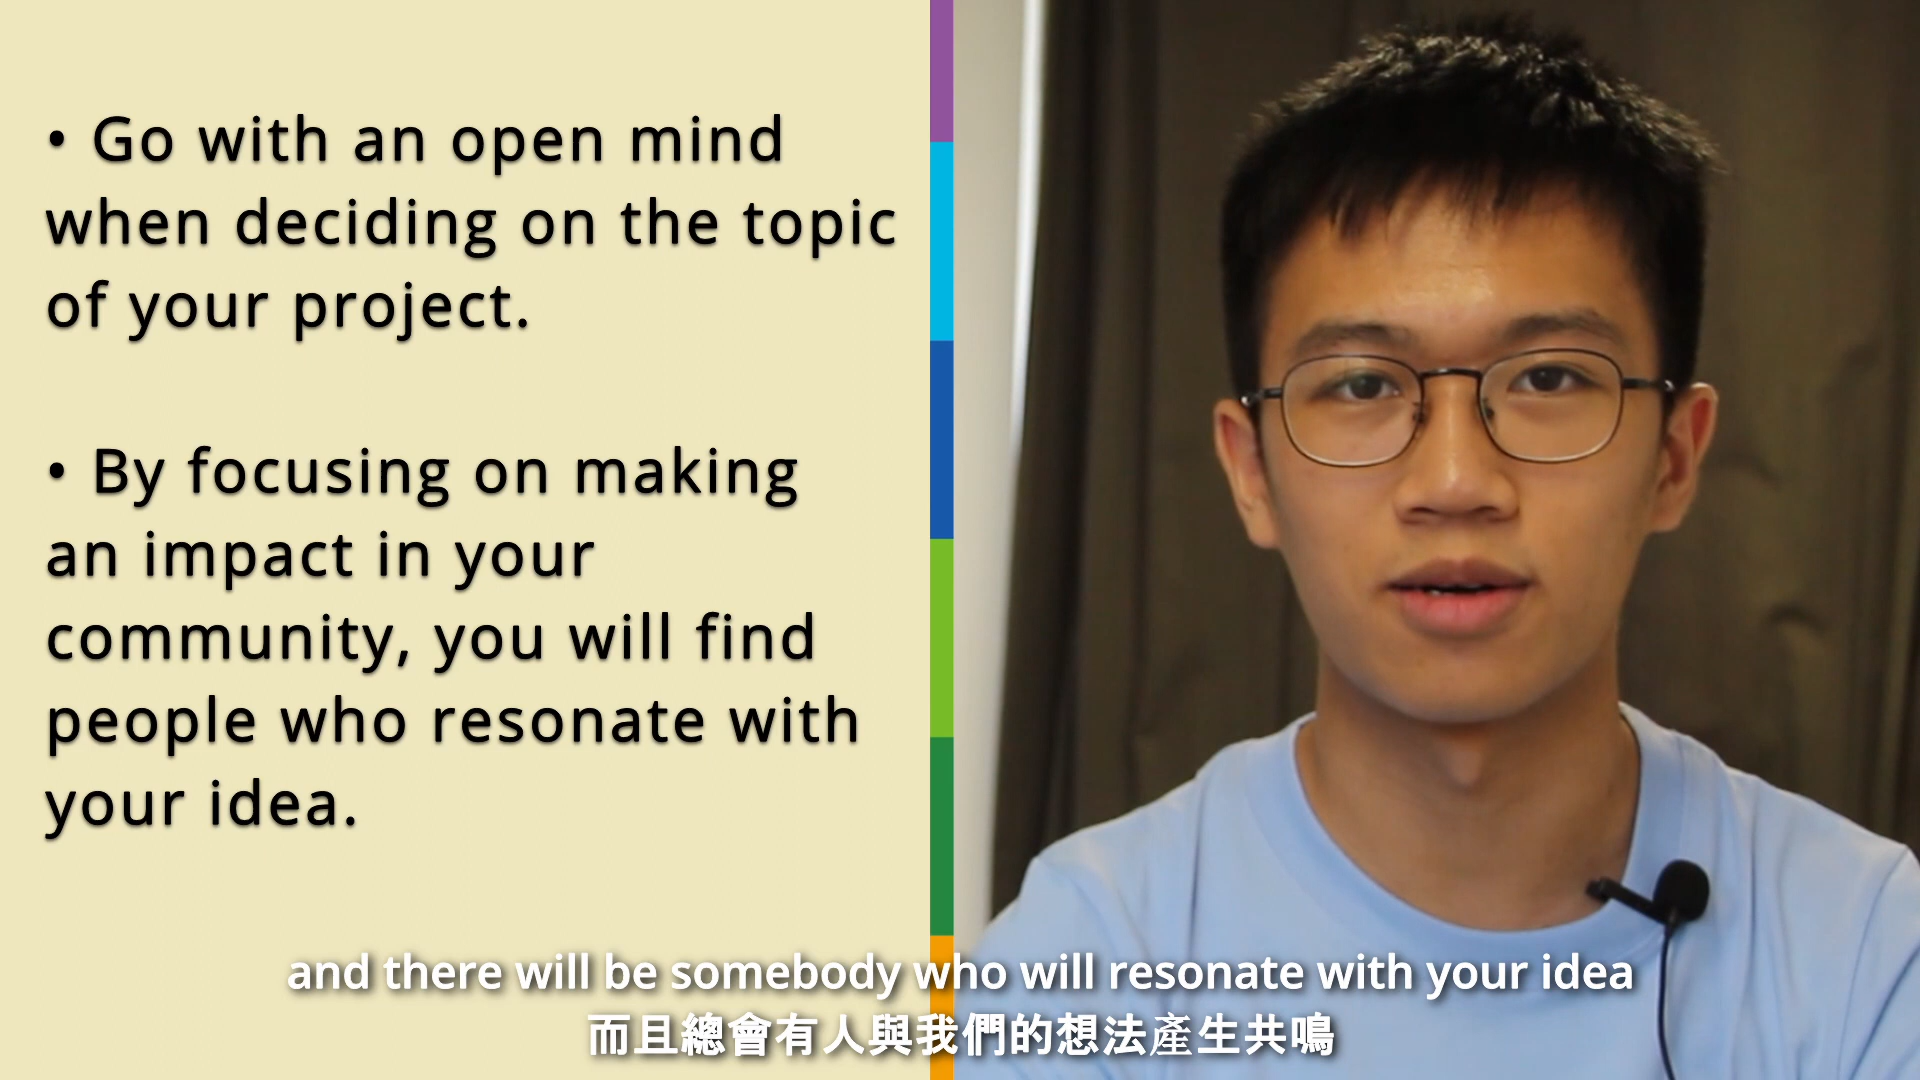 • Go with an open mind
when deciding on the topic
of your project.
• By focusing on making
an impact in your
community, you will find
people who resonate with
your idea.
and there will be somebody who will resonate with your idea
而且總會有人與我們的想法產生共鳴